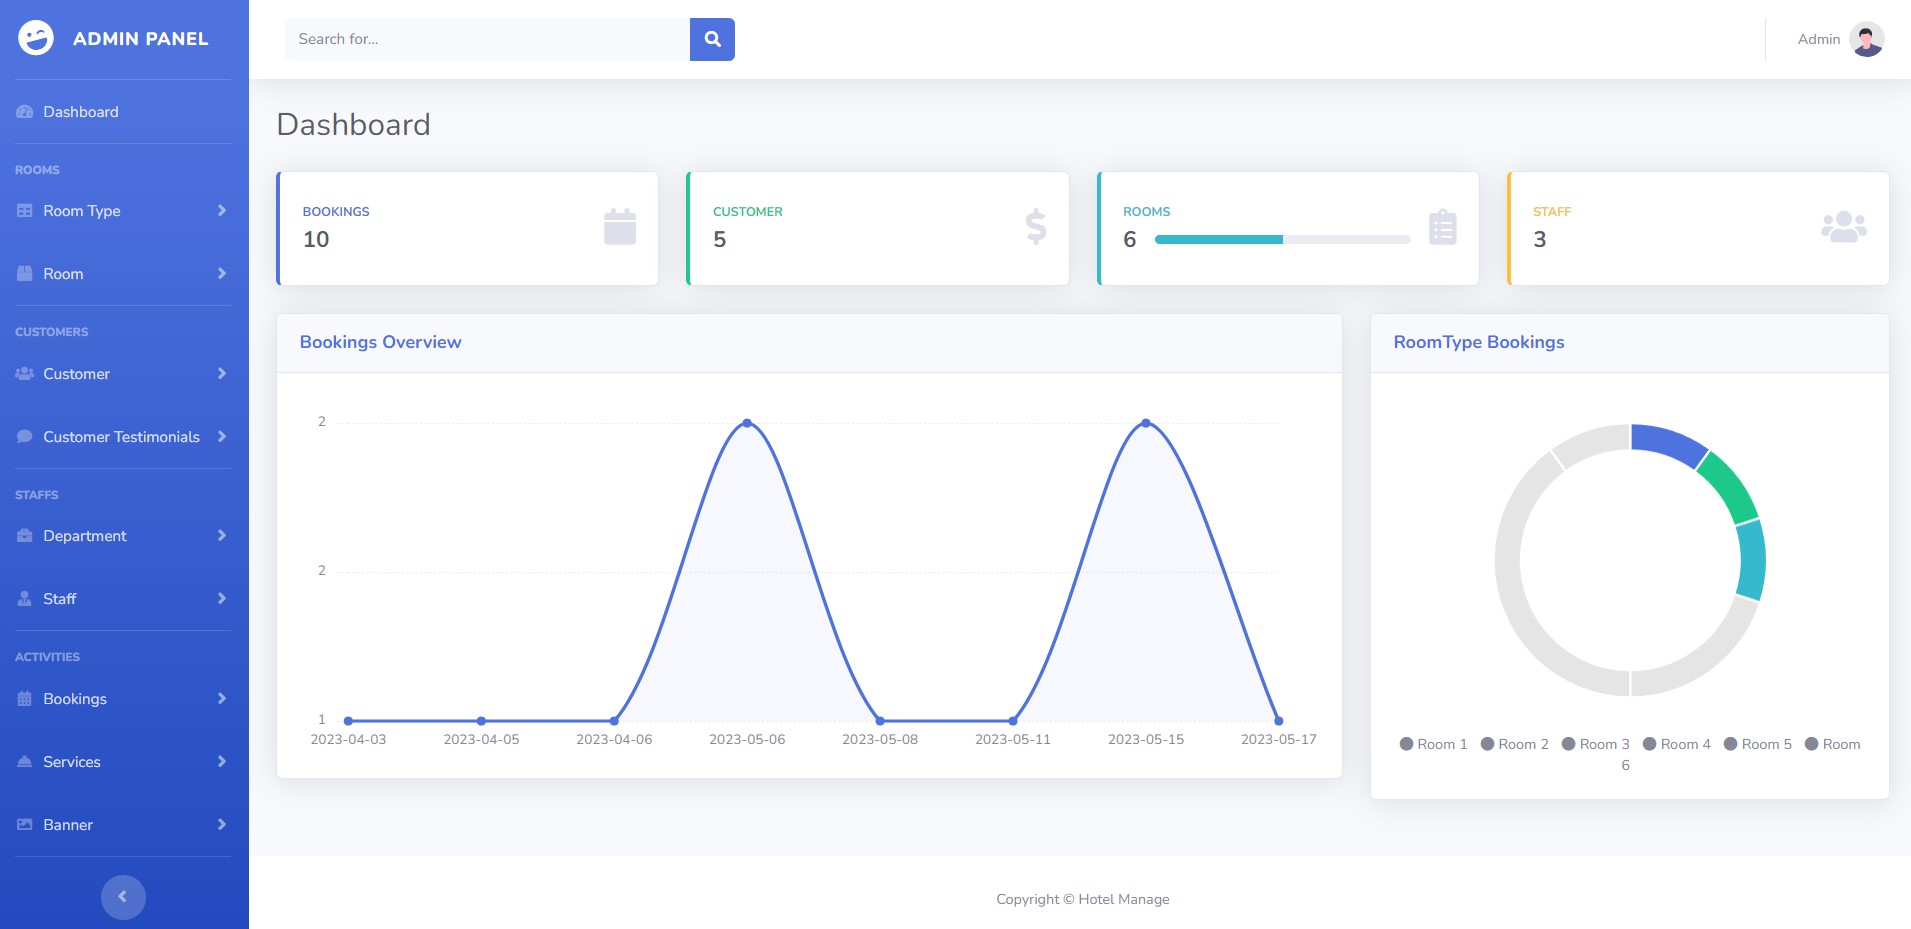 ADMIN PANEL
Search for...
Admin
Dashboard
ROOMS
Room Type
Room
CUSTOMERS
Customer
Customer Testimonials
STAFFS
Department
Staff
ACTIVITIES
Bookings
Services
Banner
Dashboard
BOOKINGS
10
CUSTOMER
5
ROOMS
6
STAFF
3
Bookings Overview
2
2
1
2023-04-03 2023-04-05 2023-04-06 2023-05-06 2023-05-08 2023-05-11 2023-05-15 2023-05-17
RoomType Bookings
Room 1 Room 2 Room 3 Room 4 Room 5 Room
6
Copyright © Hotel Manage